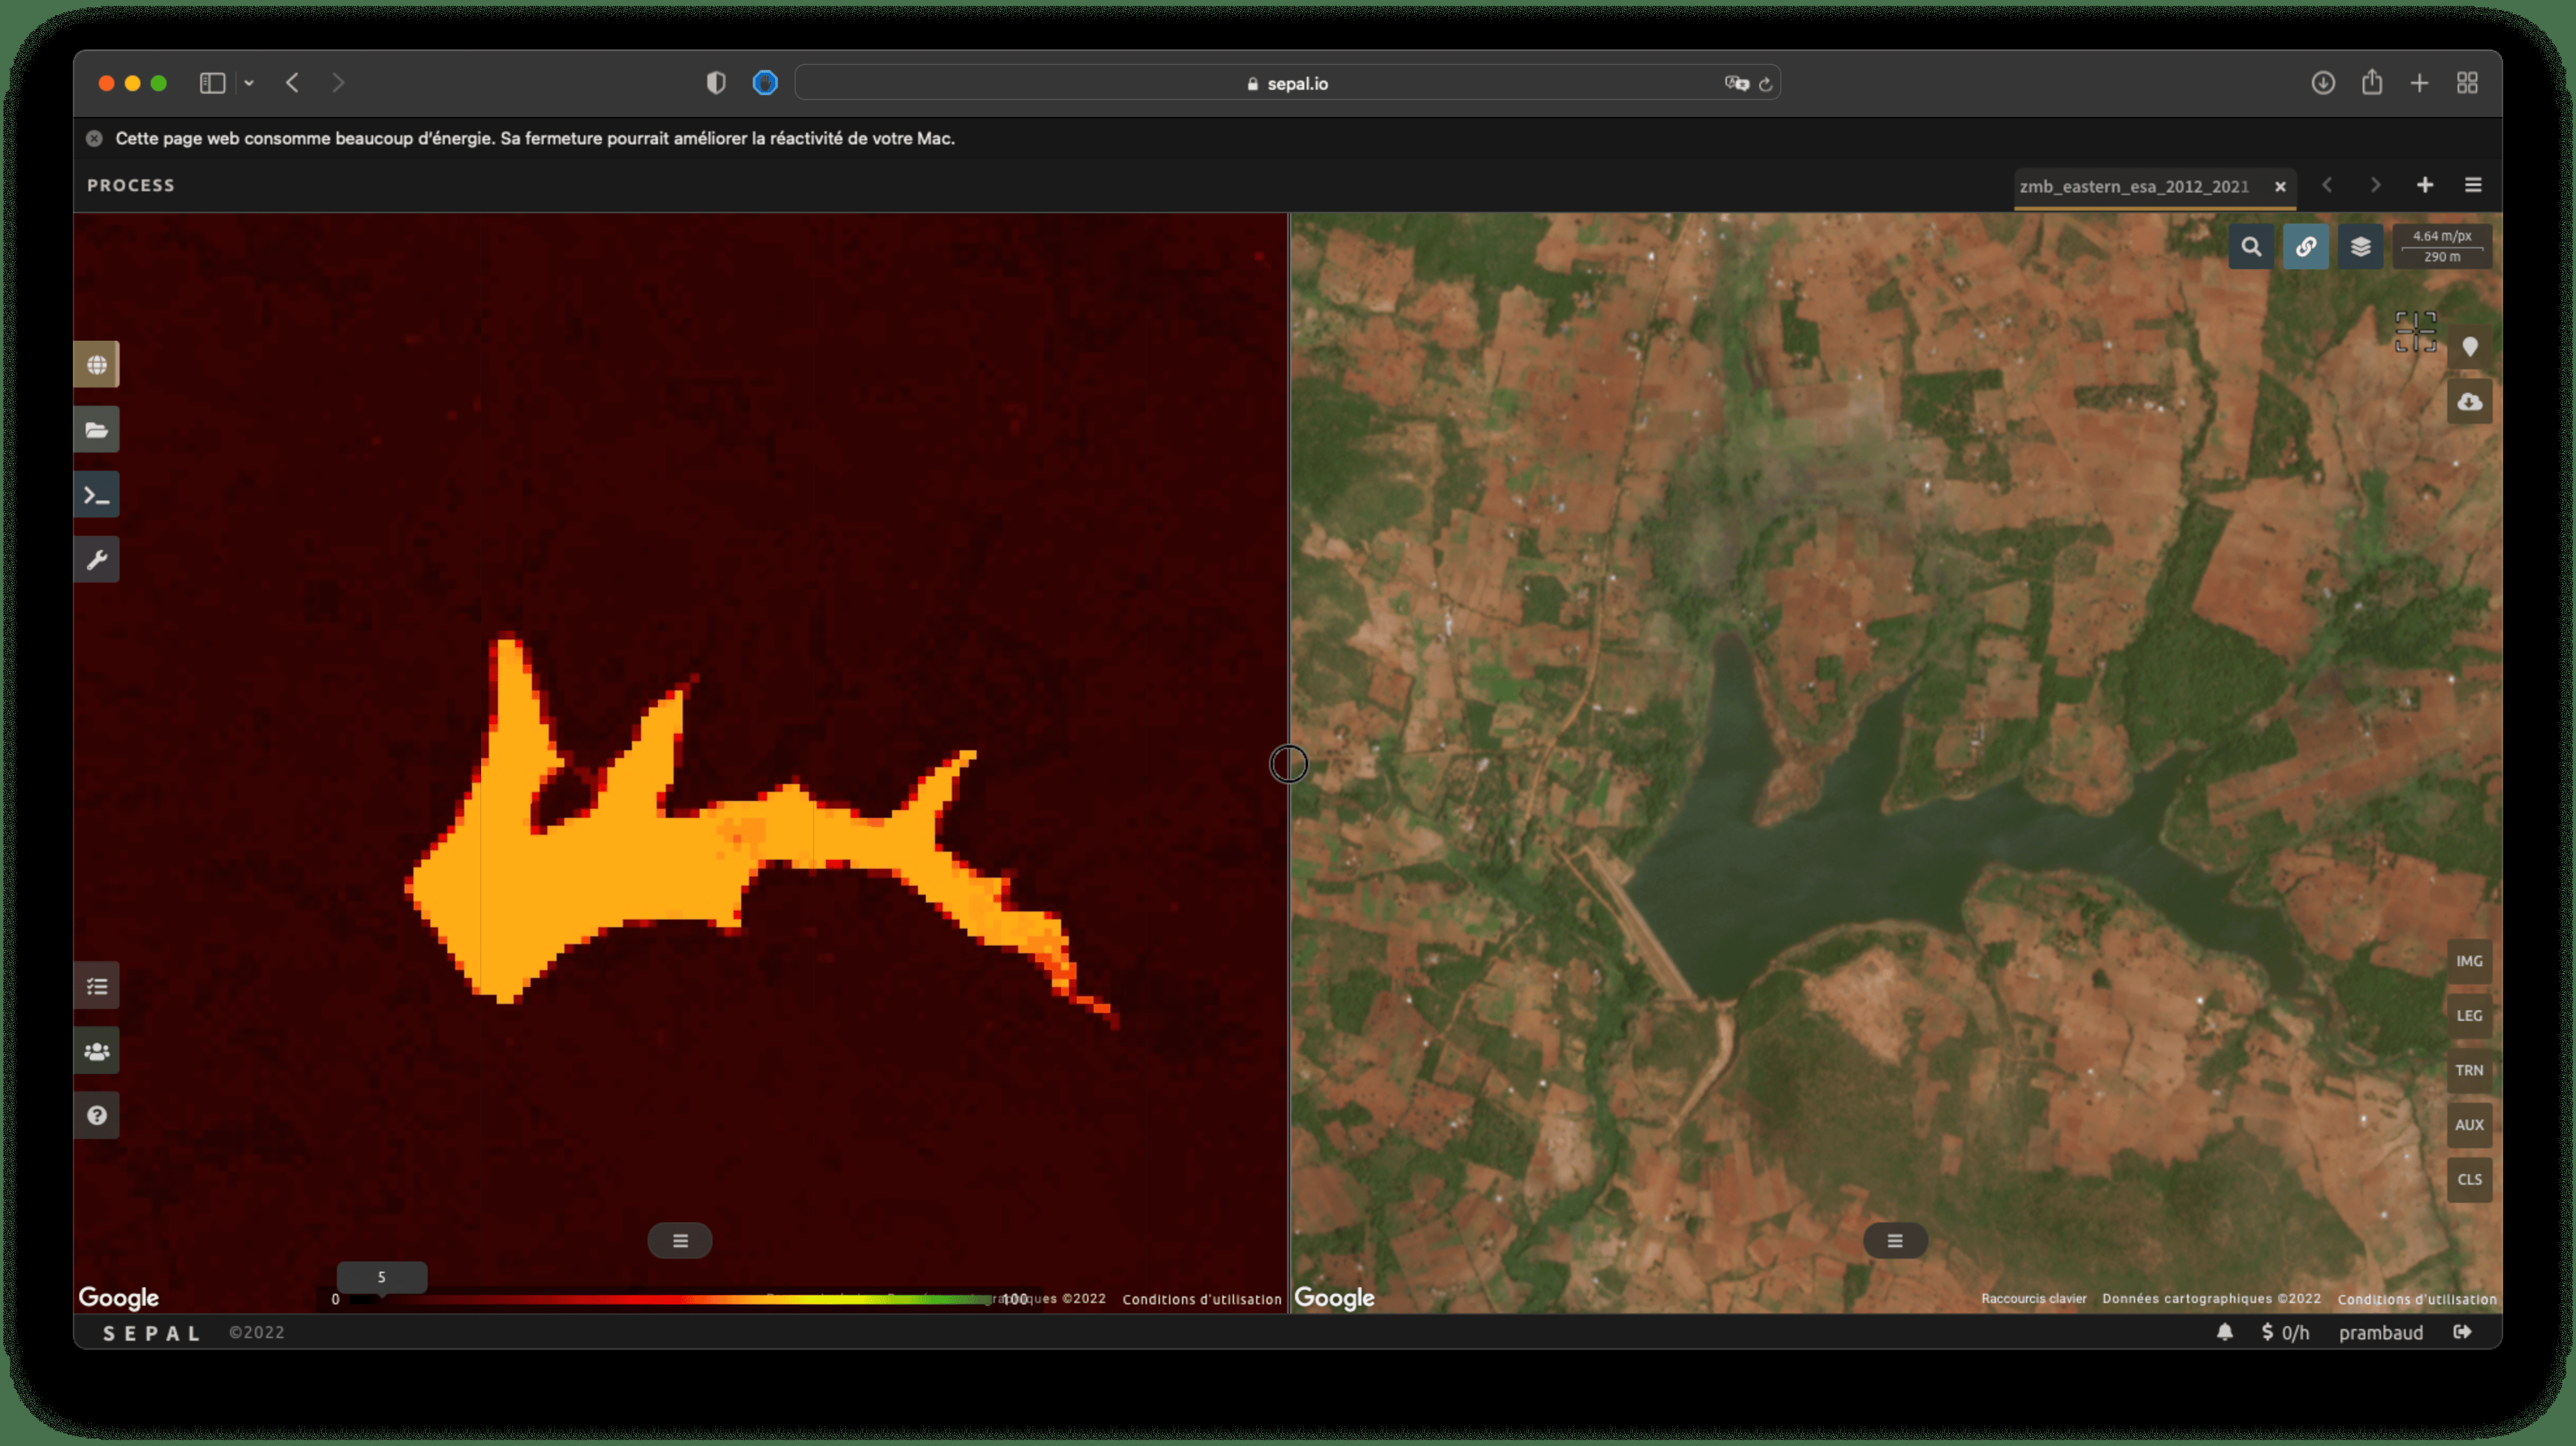 sepal.io
Cette page web consomme beaucoup d'énergie. Sa fermeture pourrait améliorer la réactivité de votre Mac.
PROCESS
zmb_eastern_esa_2012_2021
4.64 m/px
290 m
IMG
LEG
TRN
AUX
CLS
5
Google
0
100
©2022
Conditions d'utilisation
Google
Raccourcis clavier
Données cartographiques ©2022
Conditions d'utilisation
SEPAL ©2022
$ 0/h
prambaud